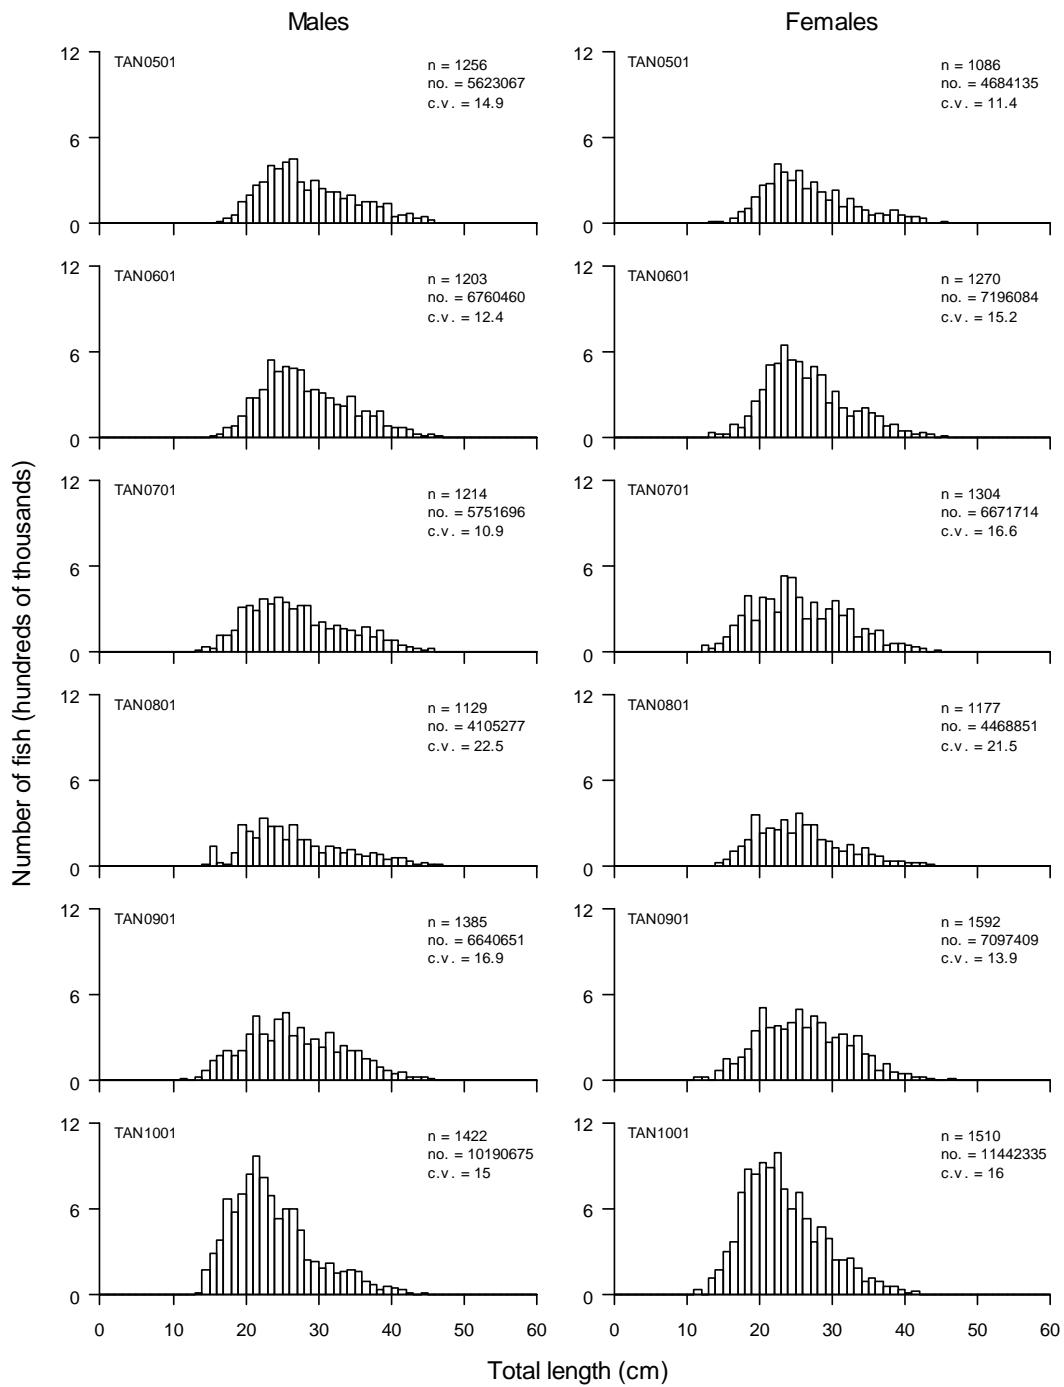 Males
Females
12
6
0
TAN0501
n = 1256
no. = 5623067
c.v. = 14.9
12
6
0
TAN0501
n = 1086
no. = 4684135
c.v. = 11.4
12
6
0
TAN0601
n = 1203
no. = 6760460
c.v. = 12.4
12
6
0
TAN0601
n = 1270
no. = 7196084
c.v. = 15.2
12
6
0
TAN0701
n = 1214
no. = 5751696
c.v. = 10.9
12
6
0
TAN0701
n = 1304
no. = 6671714
c.v. = 16.6
12
6
0
TAN0801
n = 1129
no. = 4105277
c.v. = 22.5
12
6
0
TAN0801
n = 1177
no. = 4468851
c.v. = 21.5
12
6
0
TAN0901
n = 1385
no. = 6640651
c.v. = 16.9
12
6
0
TAN0901
n = 1592
no. = 7097409
c.v. = 13.9
12
6
0
TAN1001
n = 1422
no. = 10190675
c.v. = 15
12
6
0
TAN1001
n = 1510
no. = 11442335
c.v. = 16
0 10 20 30 40 50 60
0 10 20 30 40 50 60
Total length (cm)
Number of fish (hundreds of thousands)